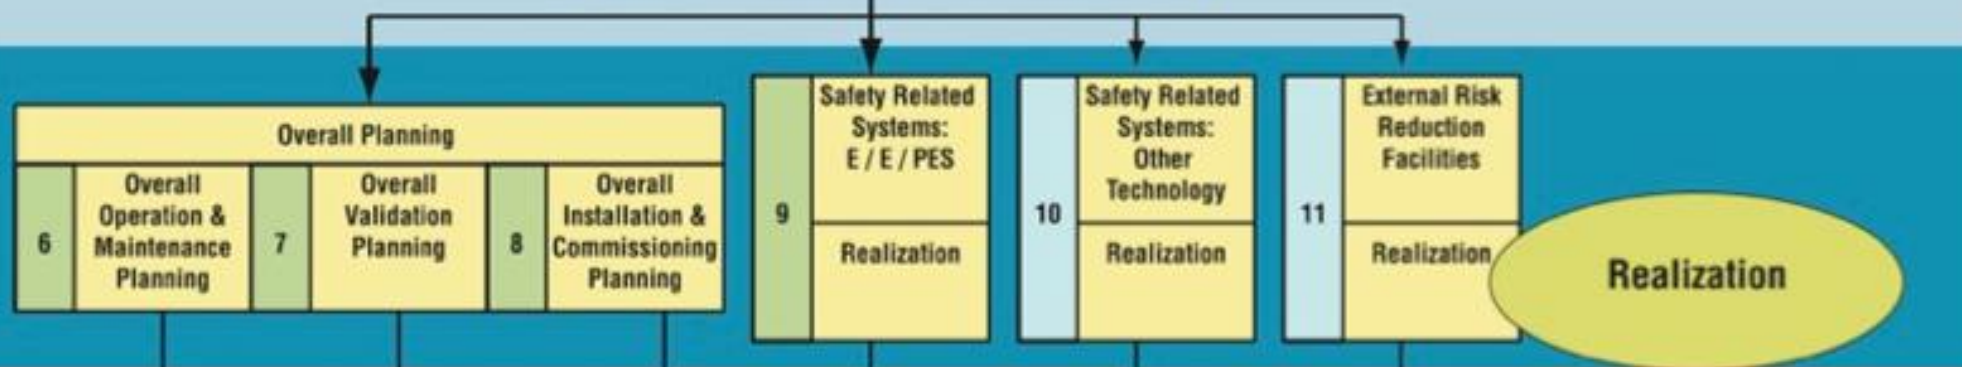 Overall Planning
6
Overall
Operation &
Maintenance
Planning
7
Overall
Validation
Planning
8
Overall
Installation &
Commissioning
Planning
9
Safety Related
Systems:
E / E / PES
Realization
10
Safety Related
Systems:
Other
Technology
Realization
11
External Risk
Reduction
Facilities
Realization
Realization